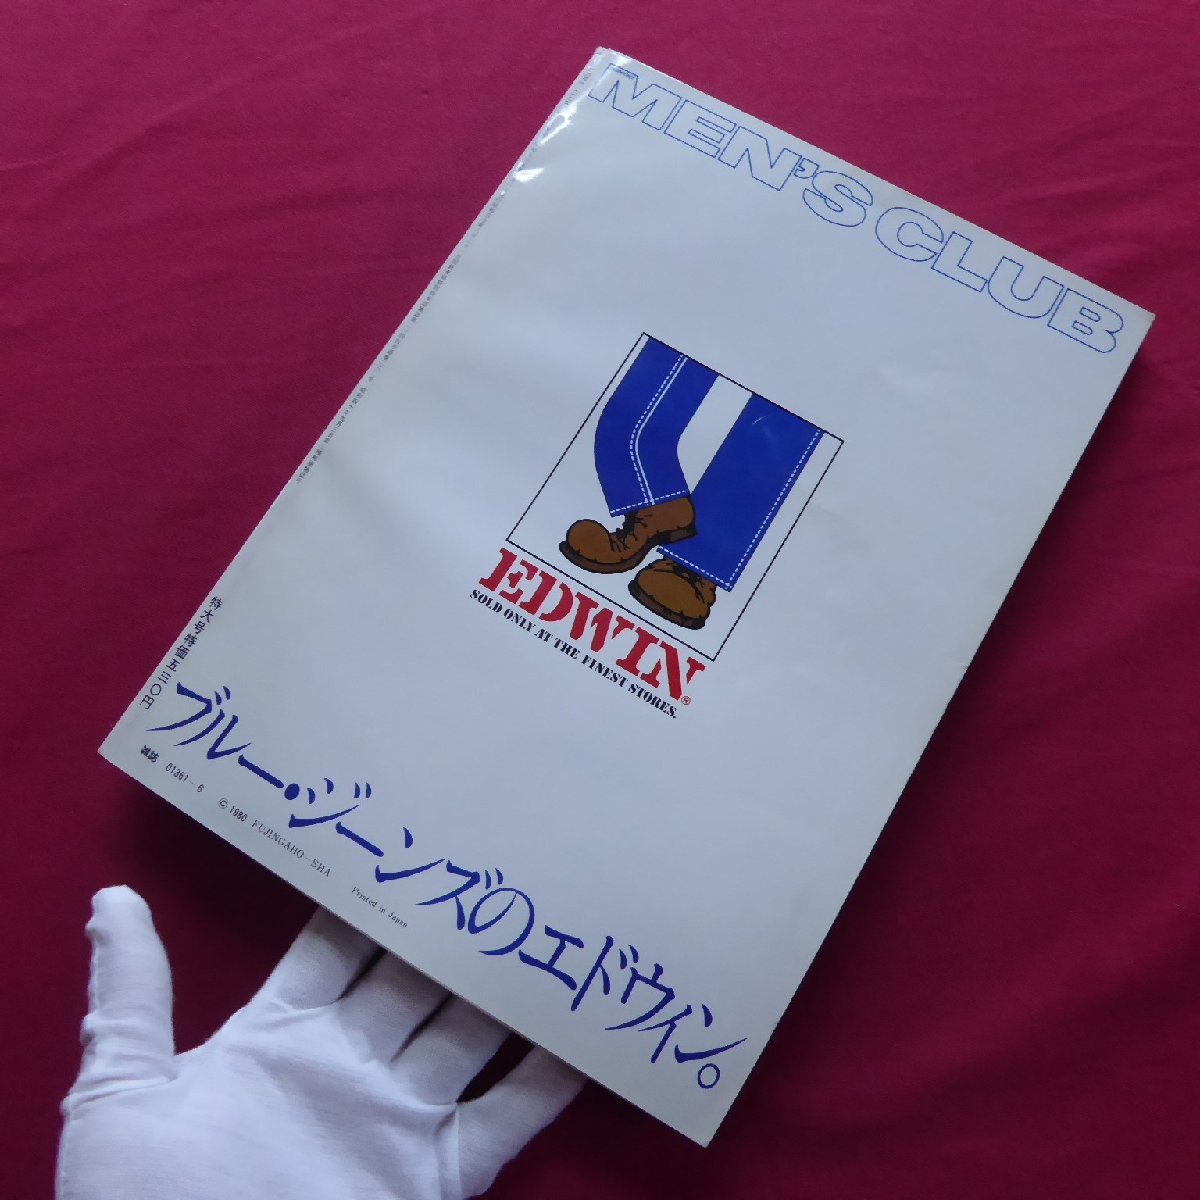 MEN'S CLUB
EDWIN®
SOLD ONLY AT THE FINEST STORES.
特大号特価五三〇円
ブルー・ジーンズのエドウイン。
雑誌 01361-6 © 1980 FUJINGAHO-SHA Printed in Japan